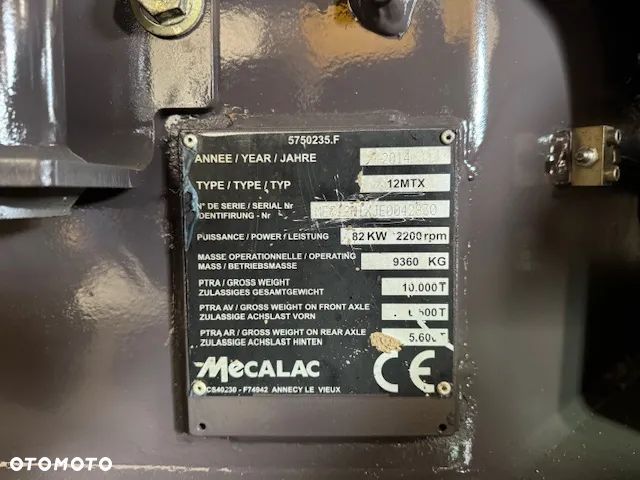 5750235.F
ANNEE / YEAR / JAHRE 2014
TYPE / TYPE / TYP 12MTX
N° DE SERIE / SERIAL Nr
IDENTIFIRUNG - Nr
PUISSANCE / POWER / LEISTUNG 82 KW 2200 rpm
MASSE OPERATIONNELLE / OPERATING
MASS / BETRIEBSMASSE 9360 KG
PTRA / GROSS WEIGHT
ZULASSIGES GESAMTGEWICHT 10.000 T
PTRA AV / GROSS WEIGHT ON FRONT AXLE
ZULASSIGE ACHSLAST VORN
PTRA AR / GROSS WEIGHT ON REAR AXLE
ZULASSIGE ACHSLAST HINTEN 5.600 T
MECALAC CE
CS40230 - F74942 ANNECY LE VIEUX
OTOMOTO